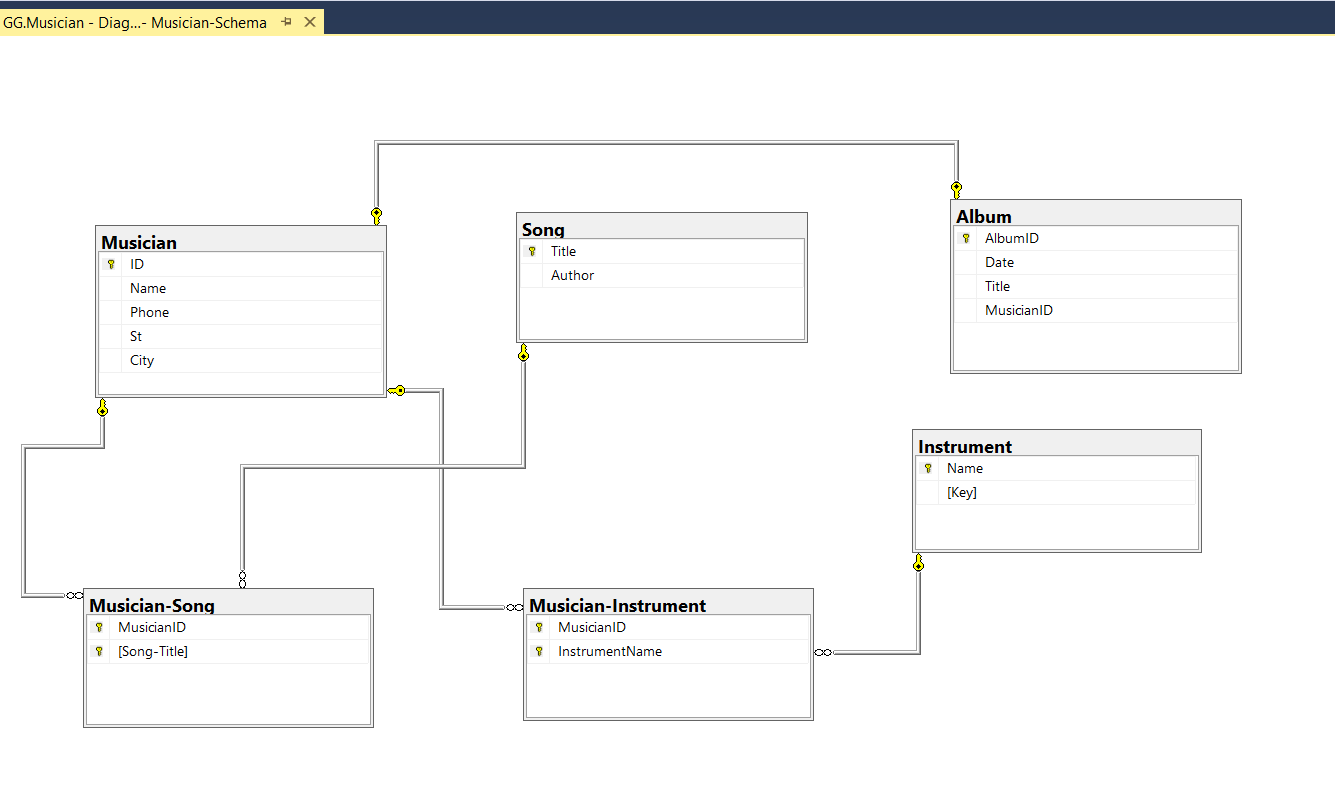 GG.Musician - Diag...- Musician-Schema
Musician
ID
Name
Phone
St
City
Song
Title
Author
Album
AlbumID
Date
Title
MusicianID
Instrument
Name
[Key]
Musician-Song
MusicianID
[Song-Title]
Musician-Instrument
MusicianID
InstrumentName